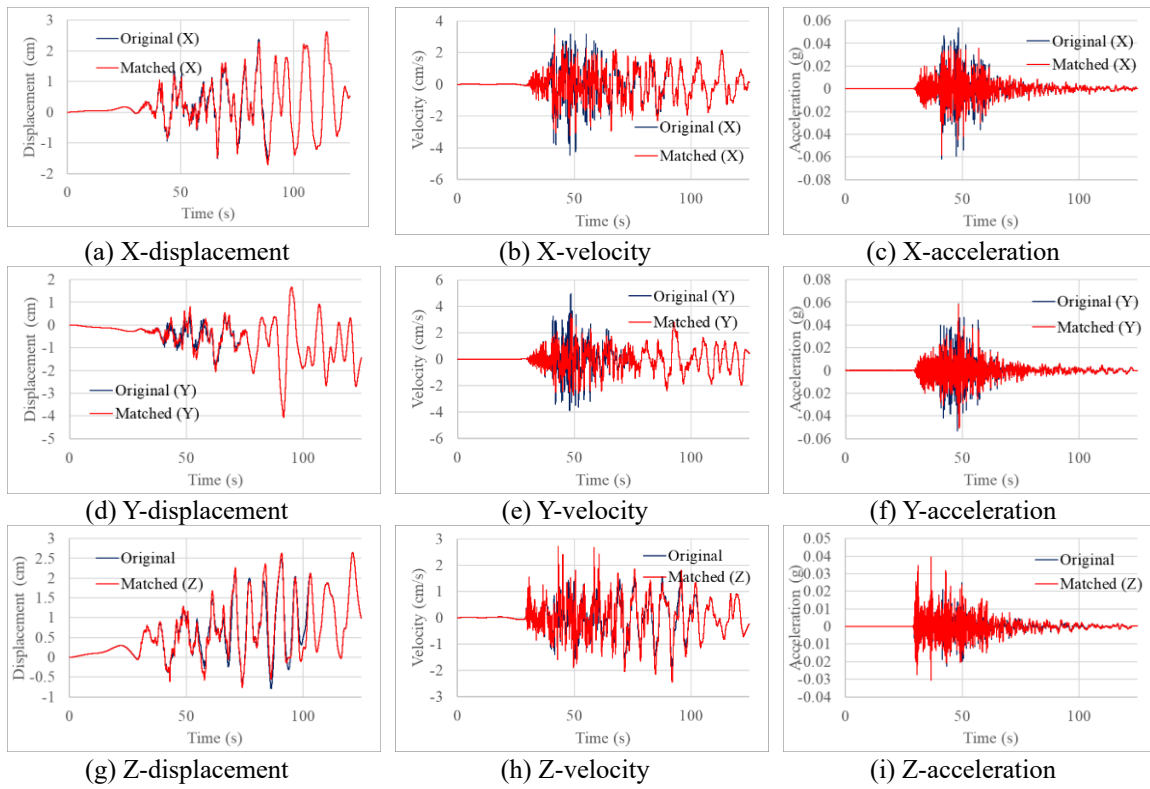 3
2
1
0
-1
-2
Displacement (cm)
Original (X)
Matched (X)
0
50
100
Time (s)
(a) X-displacement
4
2
0
-2
-4
-6
Velocity (cm/s)
Original (X)
Matched (X)
0
50
100
Time (s)
(b) X-velocity
0.06
0.04
0.02
0
-0.02
-0.04
-0.06
-0.08
Acceleration (g)
Original (X)
Matched (X)
0
50
100
Time (s)
(c) X-acceleration
2
1
0
-1
-2
-3
-4
-5
Displacement (cm)
Original (Y)
Matched (Y)
0
50
100
Time (s)
(d) Y-displacement
6
4
2
0
-2
-4
-6
Velocity (cm/s)
Original (Y)
Matched (Y)
0
50
100
Time (s)
(e) Y-velocity
0.08
0.06
0.04
0.02
0
-0.02
-0.04
-0.06
Acceleration (g)
Original (Y)
Matched (Y)
0
50
100
Time (s)
(f) Y-acceleration
3
2.5
2
1.5
1
0.5
0
-0.5
-1
Displacement (cm)
Original
Matched (Z)
0
50
100
Time (s)
(g) Z-displacement
3
2
1
0
-1
-2
-3
Velocity (cm/s)
Original
Matched (Z)
0
50
100
Time (s)
(h) Z-velocity
0.05
0.04
0.03
0.02
0.01
0
-0.01
-0.02
-0.03
-0.04
Acceleration (g)
Original
Matched (Z)
0
50
100
Time (s)
(i) Z-acceleration